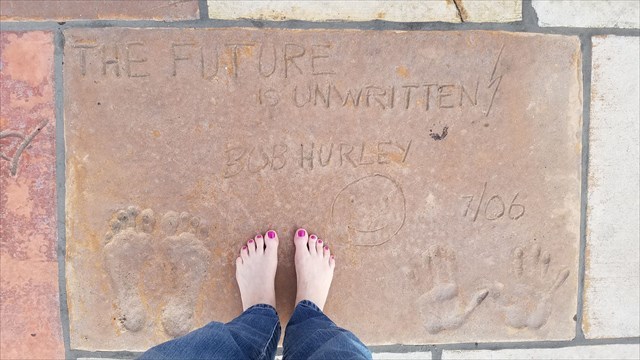 THE FUTURE
is UNWRITTEN
BOB HURLEY
7/06